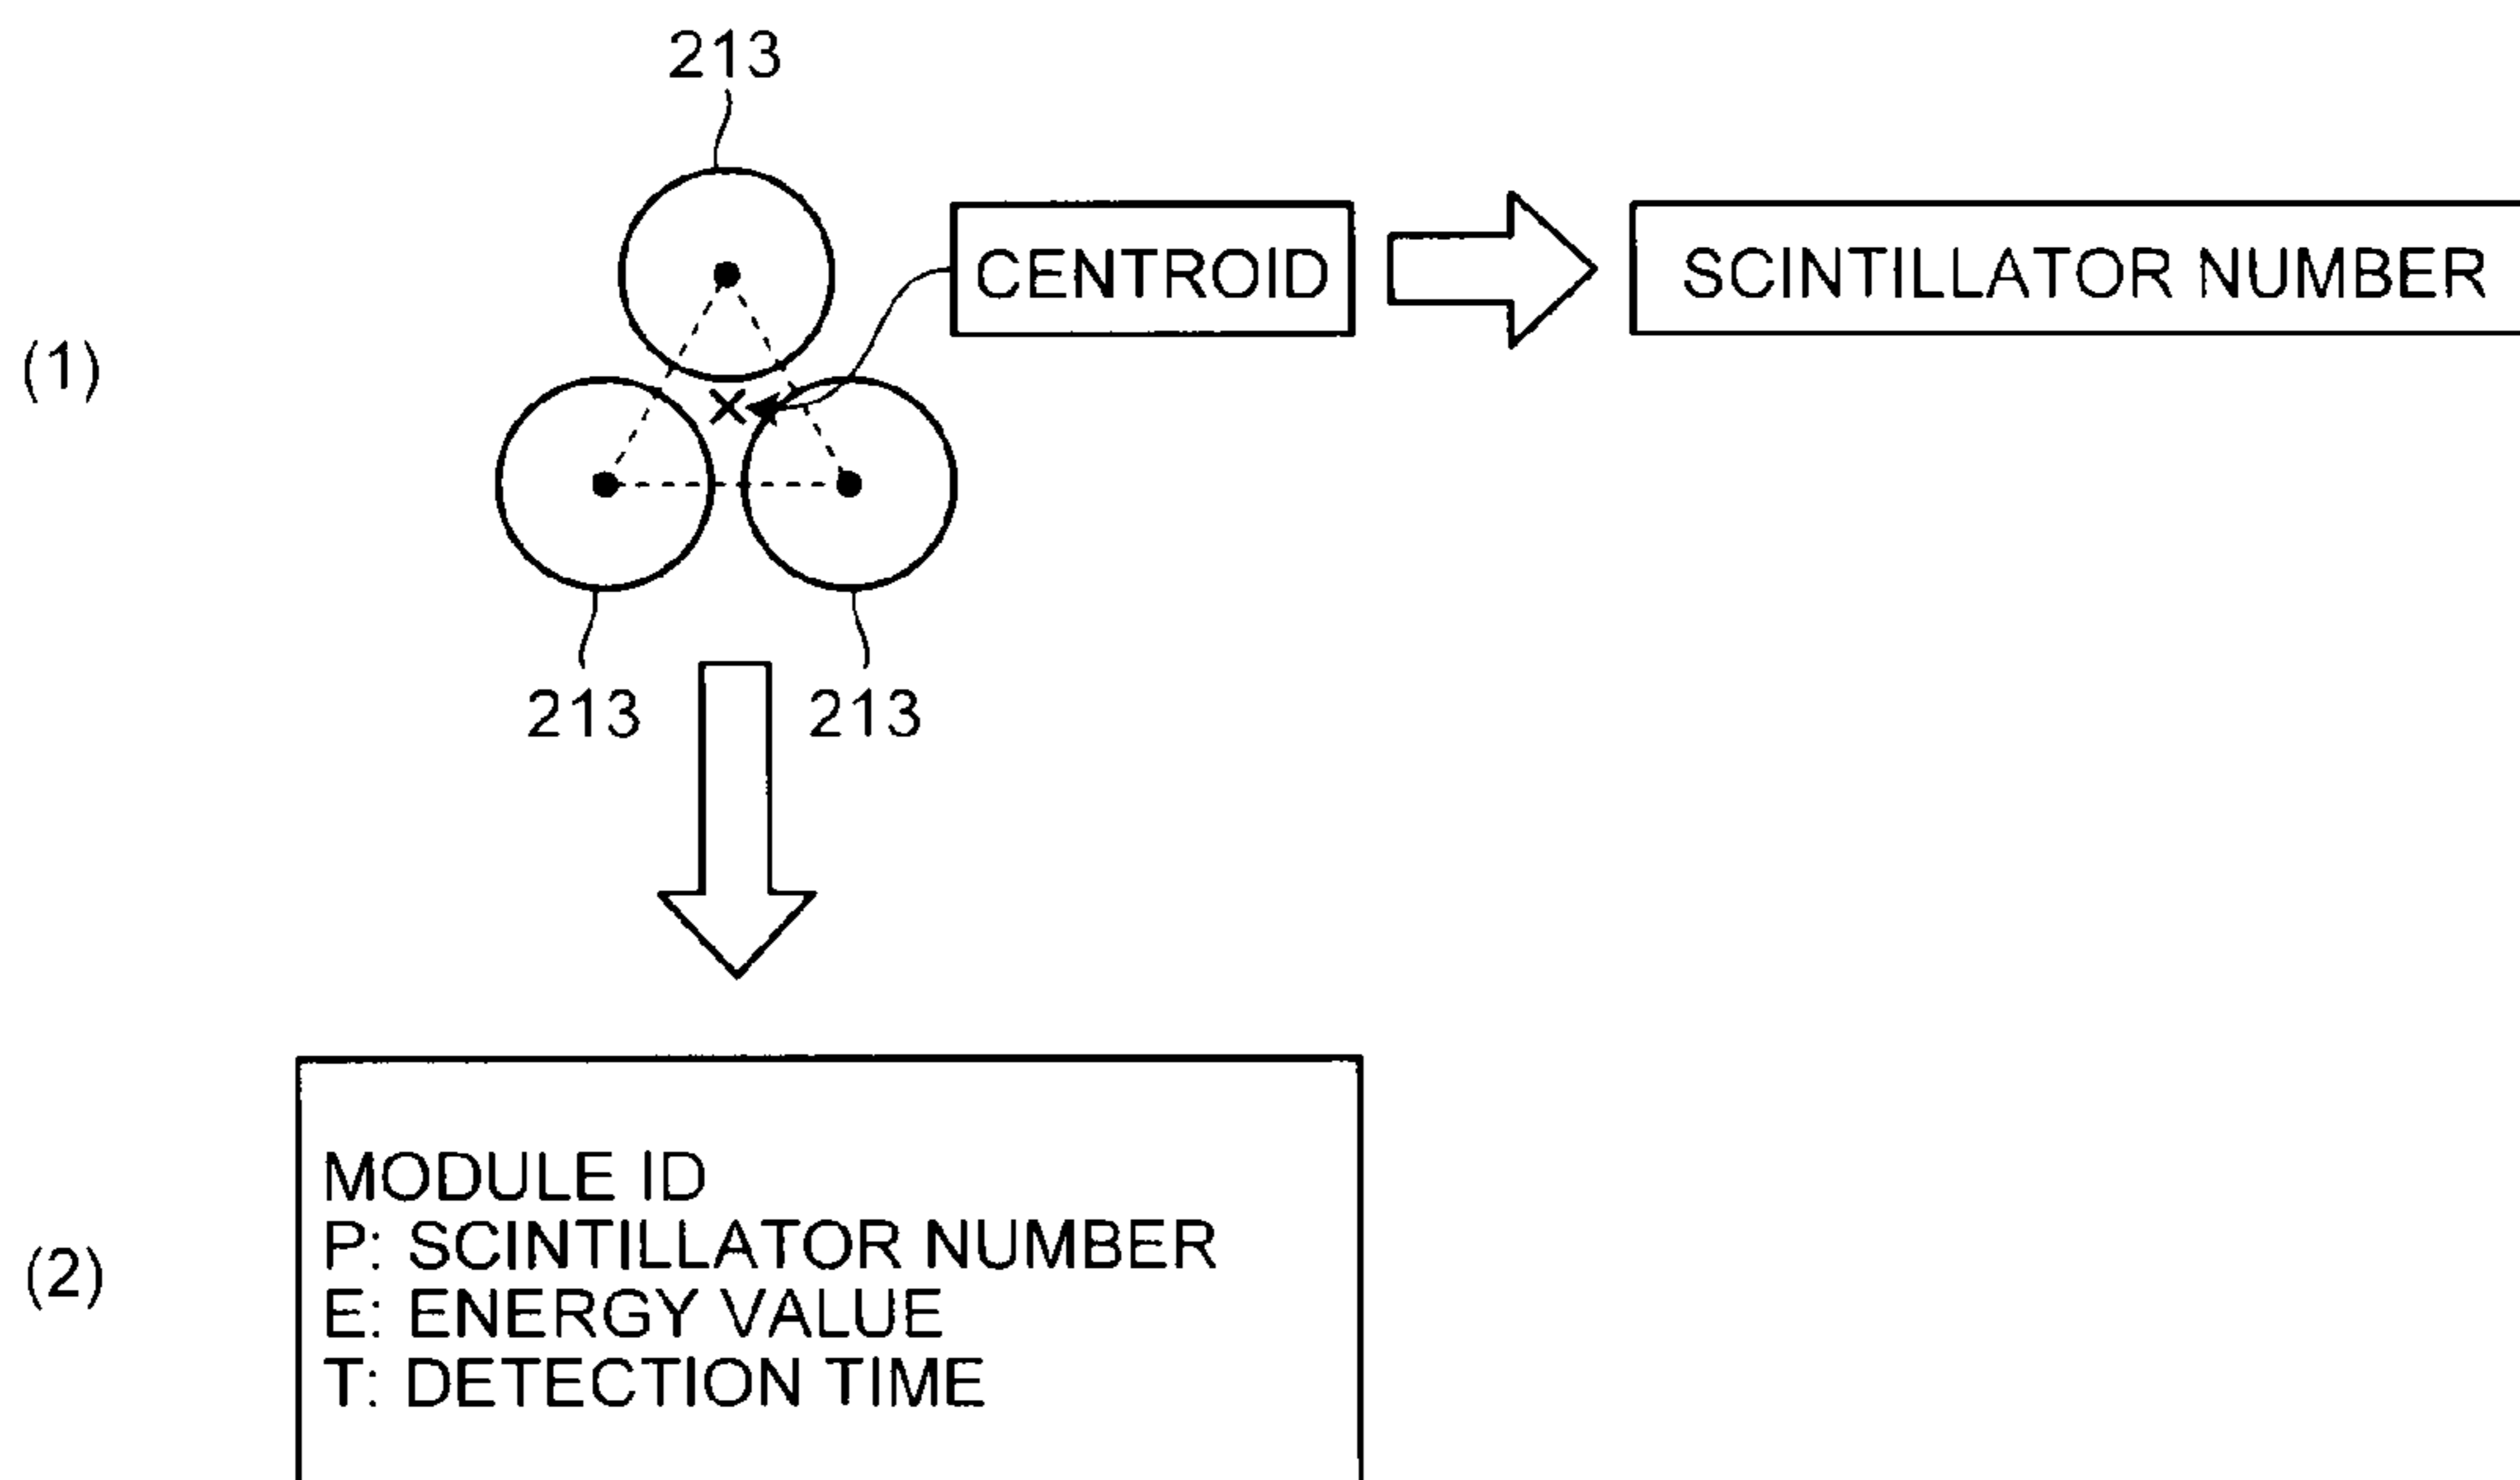 213
CENTROID
SCINTILLATOR NUMBER
(1)
213
213
(2)
MODULE ID
P: SCINTILLATOR NUMBER
E: ENERGY VALUE
T: DETECTION TIME